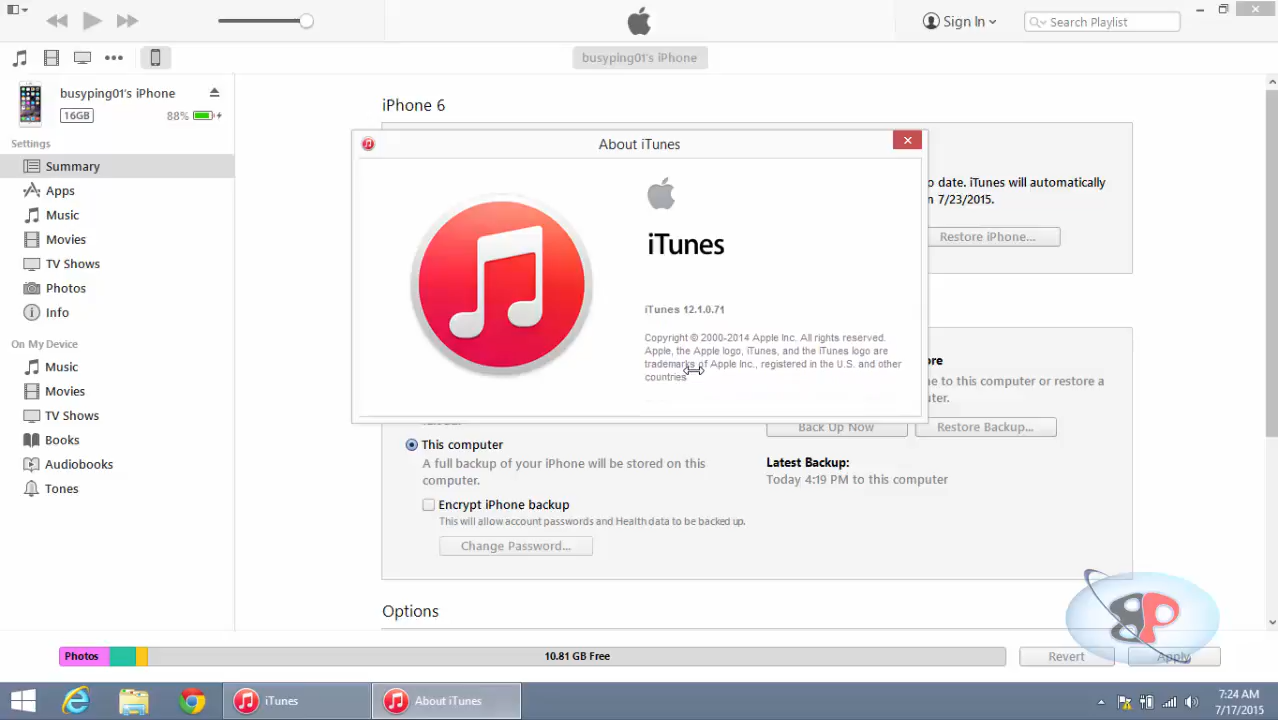 Sign In
Search Playlist
busyping01's iPhone
busyping01's iPhone
16GB
88%
Settings
Summary
Apps
Music
Movies
TV Shows
Photos
Info
On My Device
Music
Movies
TV Shows
Books
Audiobooks
Tones
iPhone 6
About iTunes
iTunes
iTunes 12.1.0.71
Copyright © 2000-2014 Apple Inc. All rights reserved.
Apple, the Apple logo, iTunes, and the iTunes logo are
trademarks of Apple Inc., registered in the U.S. and other
countries
date. iTunes will automatically
7/23/2015.
Restore iPhone...
to this computer or restore a
Back Up Now
Restore Backup...
This computer
A full backup of your iPhone will be stored on this
computer.
Encrypt iPhone backup
This will allow account passwords and Health data to be backed up.
Change Password...
Latest Backup:
Today 4:19 PM to this computer
Options
BP
Photos
10.81 GB Free
Revert
Apply
iTunes
About iTunes
7:24 AM
7/17/2015